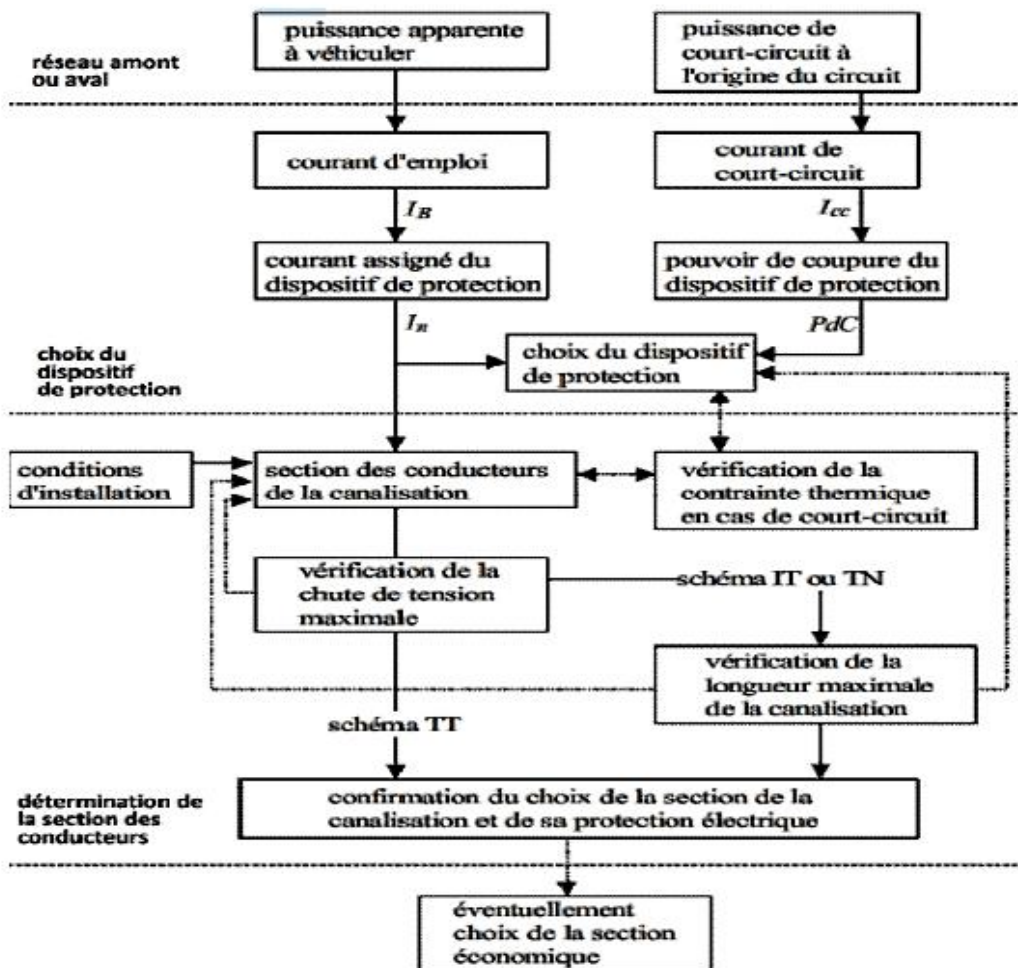 puissance apparente
à véhiculer
puissance de
court-circuit à
l'origine du circuit
réseau amont
ou aval
courant d'emploi
courant de
court-circuit
I_B
I_cc
courant assigné du
dispositif de protection
pouvoir de coupure du
dispositif de protection
I_n
PdC
choix du dispositif
de protection
choix du
dispositif
de protection
conditions
d'installation
section des conducteurs
de la canalisation
vérification de la
contrainte thermique
en cas de court-circuit
vérification de la
chute de tension
maximale
schéma IT ou TN
vérification de la
longueur maximale
de la canalisation
schéma TT
détermination de
la section des
conducteurs
confirmation du choix de la section de la
canalisation et de sa protection électrique
éventuellement
choix de la section
économique